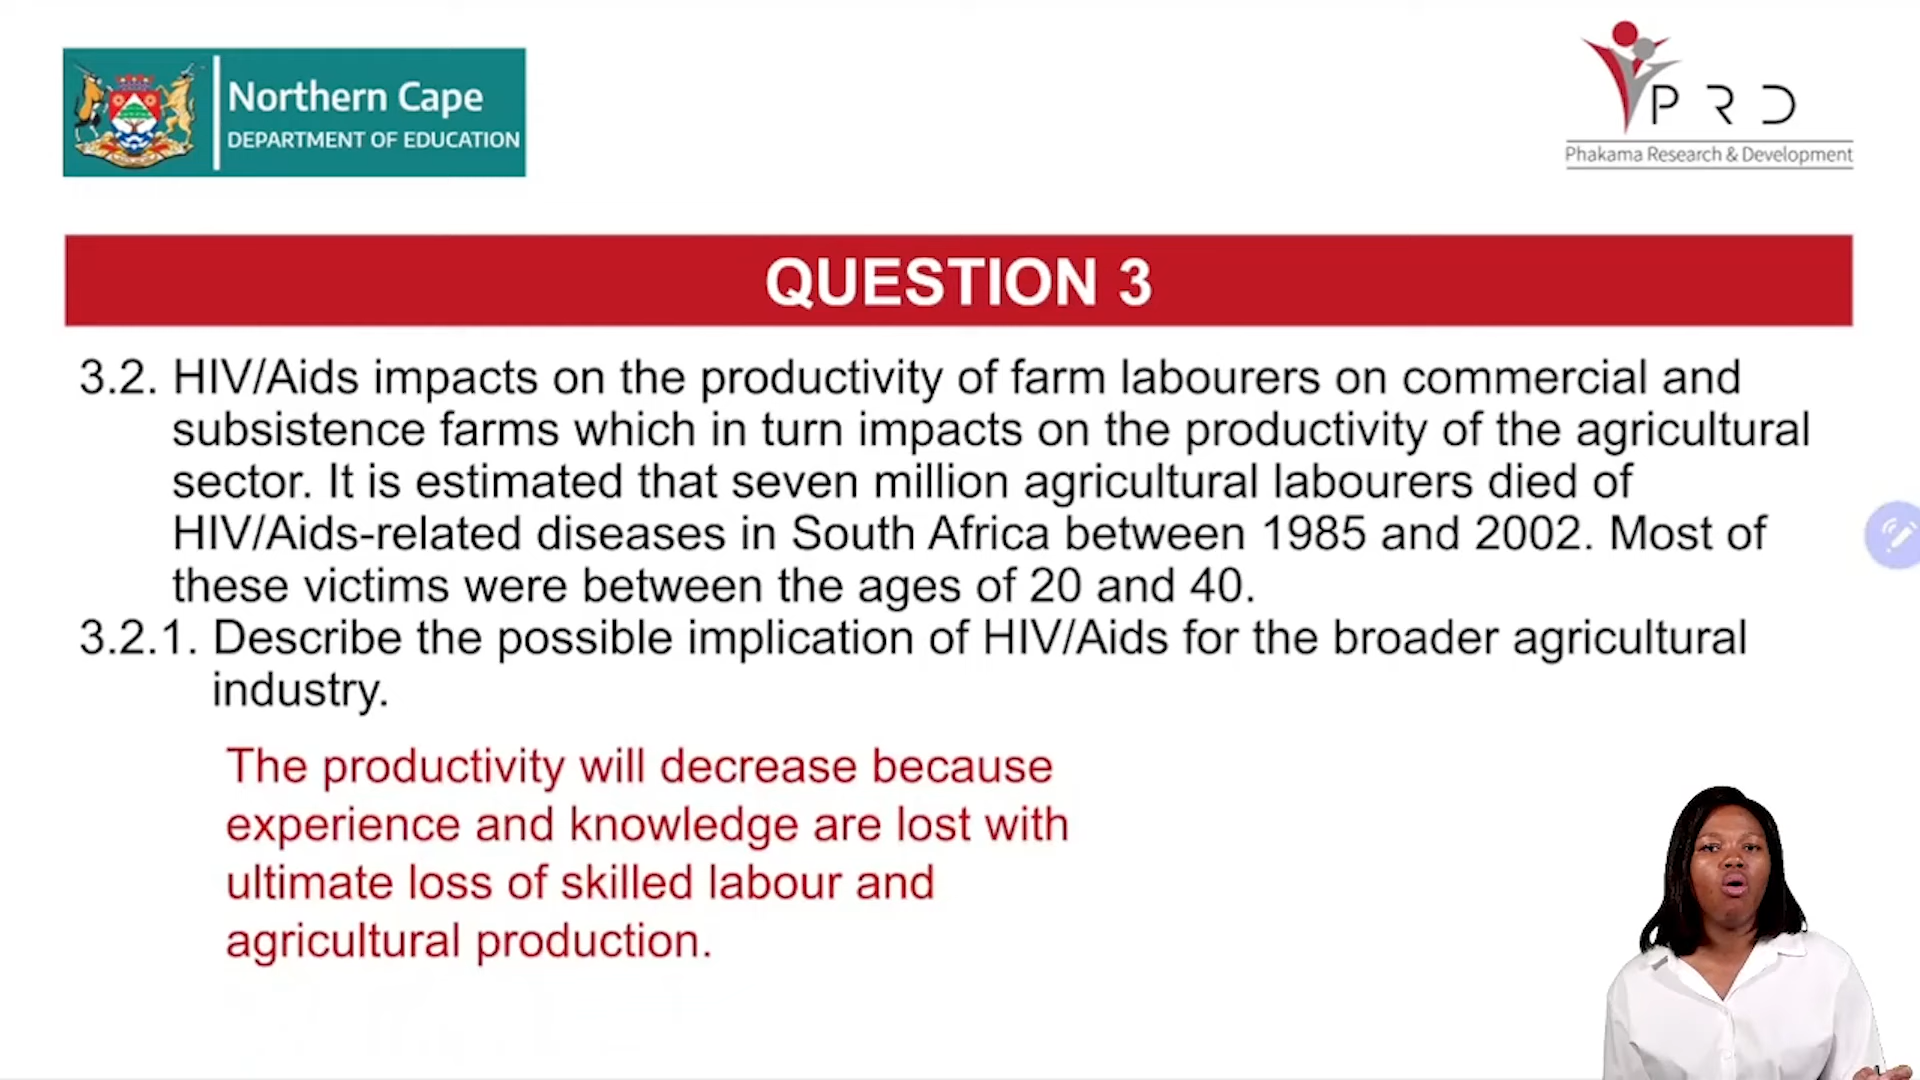 Northern Cape
DEPARTMENT OF EDUCATION
PRD
Phakama Research & Development
QUESTION 3
3.2. HIV/Aids impacts on the productivity of farm labourers on commercial and
subsistence farms which in turn impacts on the productivity of the agricultural
sector. It is estimated that seven million agricultural labourers died of
HIV/Aids-related diseases in South Africa between 1985 and 2002. Most of
these victims were between the ages of 20 and 40.
3.2.1. Describe the possible implication of HIV/Aids for the broader agricultural
industry.
The productivity will decrease because
experience and knowledge are lost with
ultimate loss of skilled labour and
agricultural production.